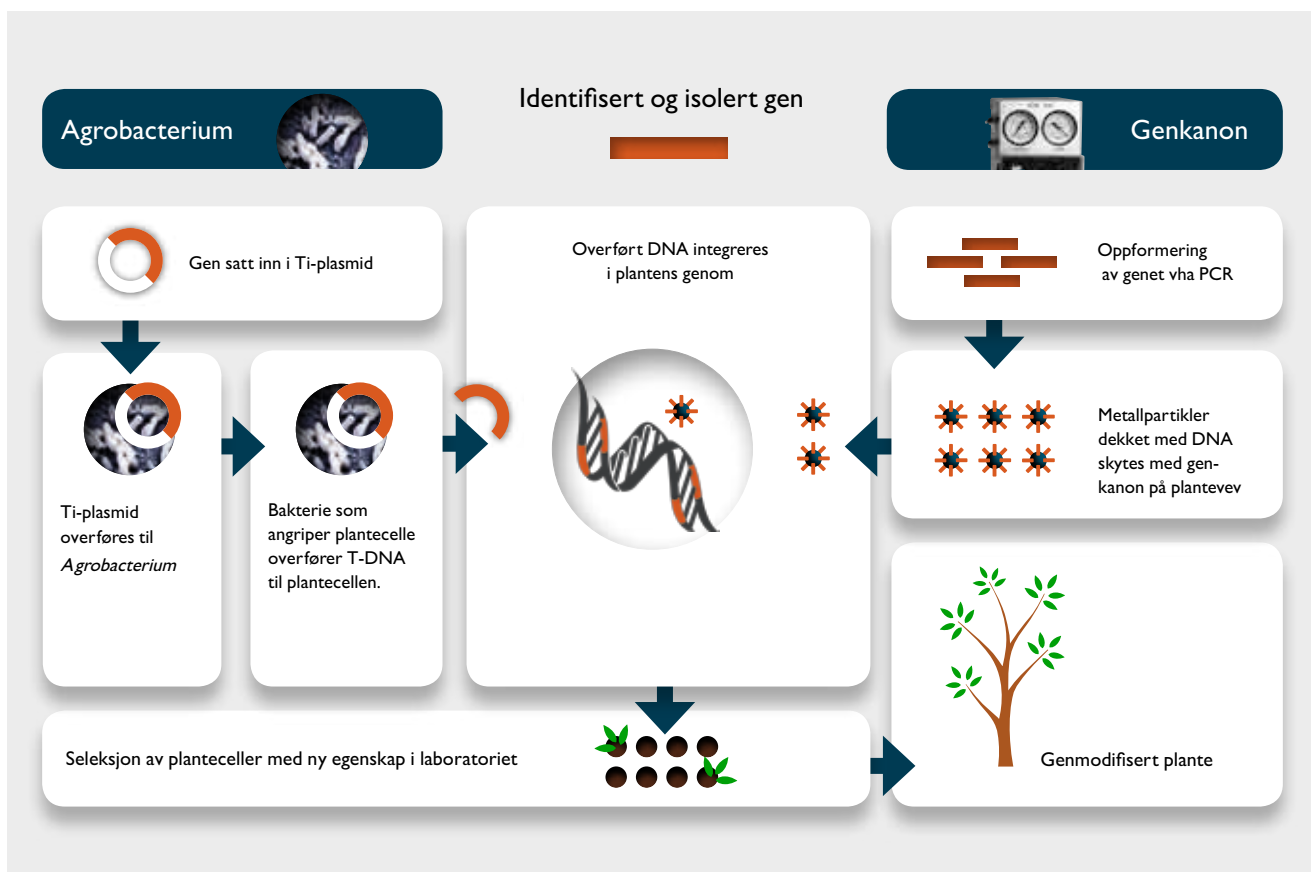 Agrobacterium
Identifisert og isolert gen
Genkanon
Gen satt inn i Ti-plasmid
Ti-plasmid
overføres til
Agrobacterium
Bakterie som
angriper plantecelle
overfører T-DNA
til plantecellen.
Overført DNA integreres
i plantens genom
Oppformering
av genet vha PCR
Metallpartikler
dekket med DNA
skytes med gen-
kanon på plantevev
Seleksjon av planteceller med ny egenskap i laboratoriet
Genmodifisert plante